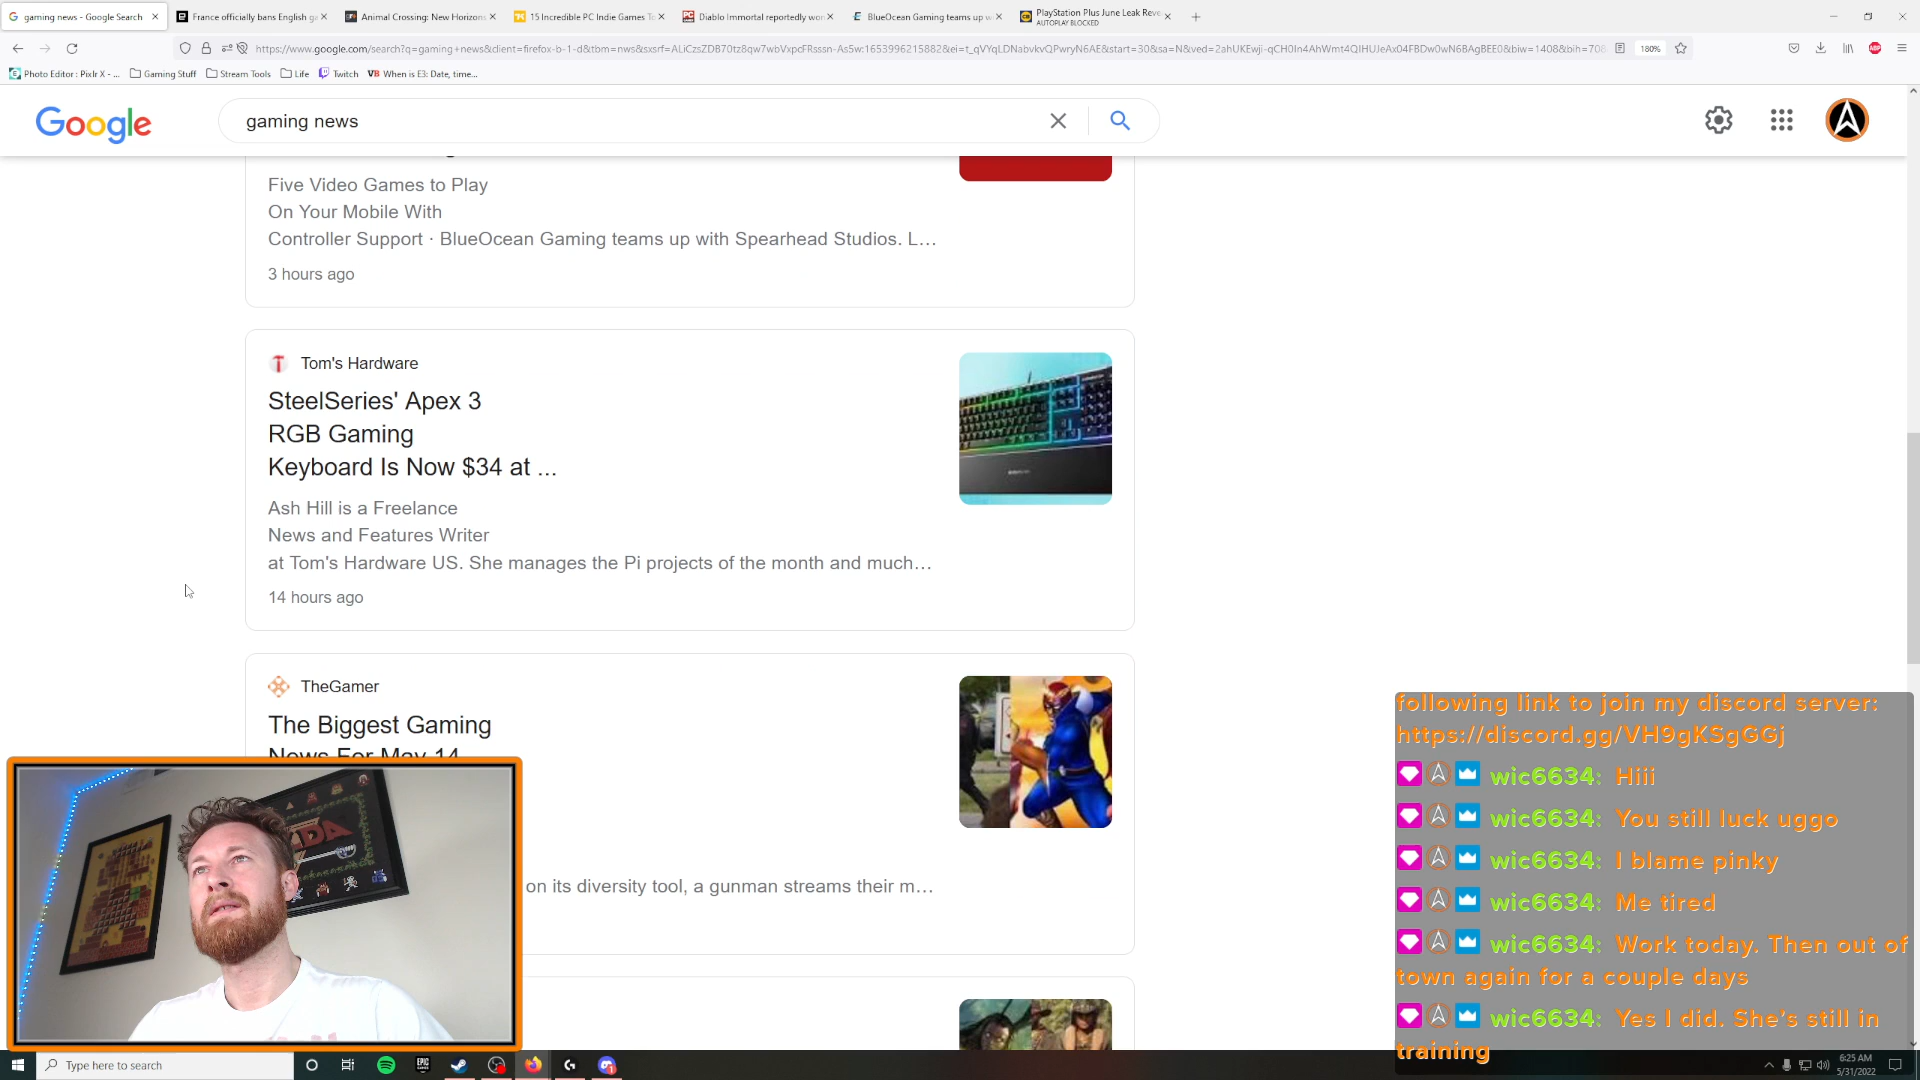 gaming news - Google Search
France officially bans English ga
Animal Crossing: New Horizons
15 Incredible PC Indie Games To
Diablo Immortal reportedly won
BlueOcean Gaming teams up w
PlayStation Plus June Leak Reve
AUTOPLAY BLOCKED
180%
Photo Editor : Pixlr X - ...
Gaming Stuff
Stream Tools
Life
Twitch
When is E3: Date, time...
Google
gaming news
Five Video Games to Play
On Your Mobile With
Controller Support · BlueOcean Gaming teams up with Spearhead Studios. L...
3 hours ago
Tom's Hardware
SteelSeries' Apex 3
RGB Gaming
Keyboard Is Now $34 at ...
Ash Hill is a Freelance
News and Features Writer
at Tom's Hardware US. She manages the Pi projects of the month and much...
14 hours ago
TheGamer
The Biggest Gaming
News For May 14
on its diversity tool, a gunman streams their m...
following link to join my discord server:
https://discord.gg/VH9gKSgGGj
wic6634: Hiii
wic6634: You still luck uggo
wic6634: I blame pinky
wic6634: Me tired
wic6634: Work today. Then out of
town again for a couple days
wic6634: Yes I did. She's still in
training
Type here to search
6:25 AM
5/31/2022